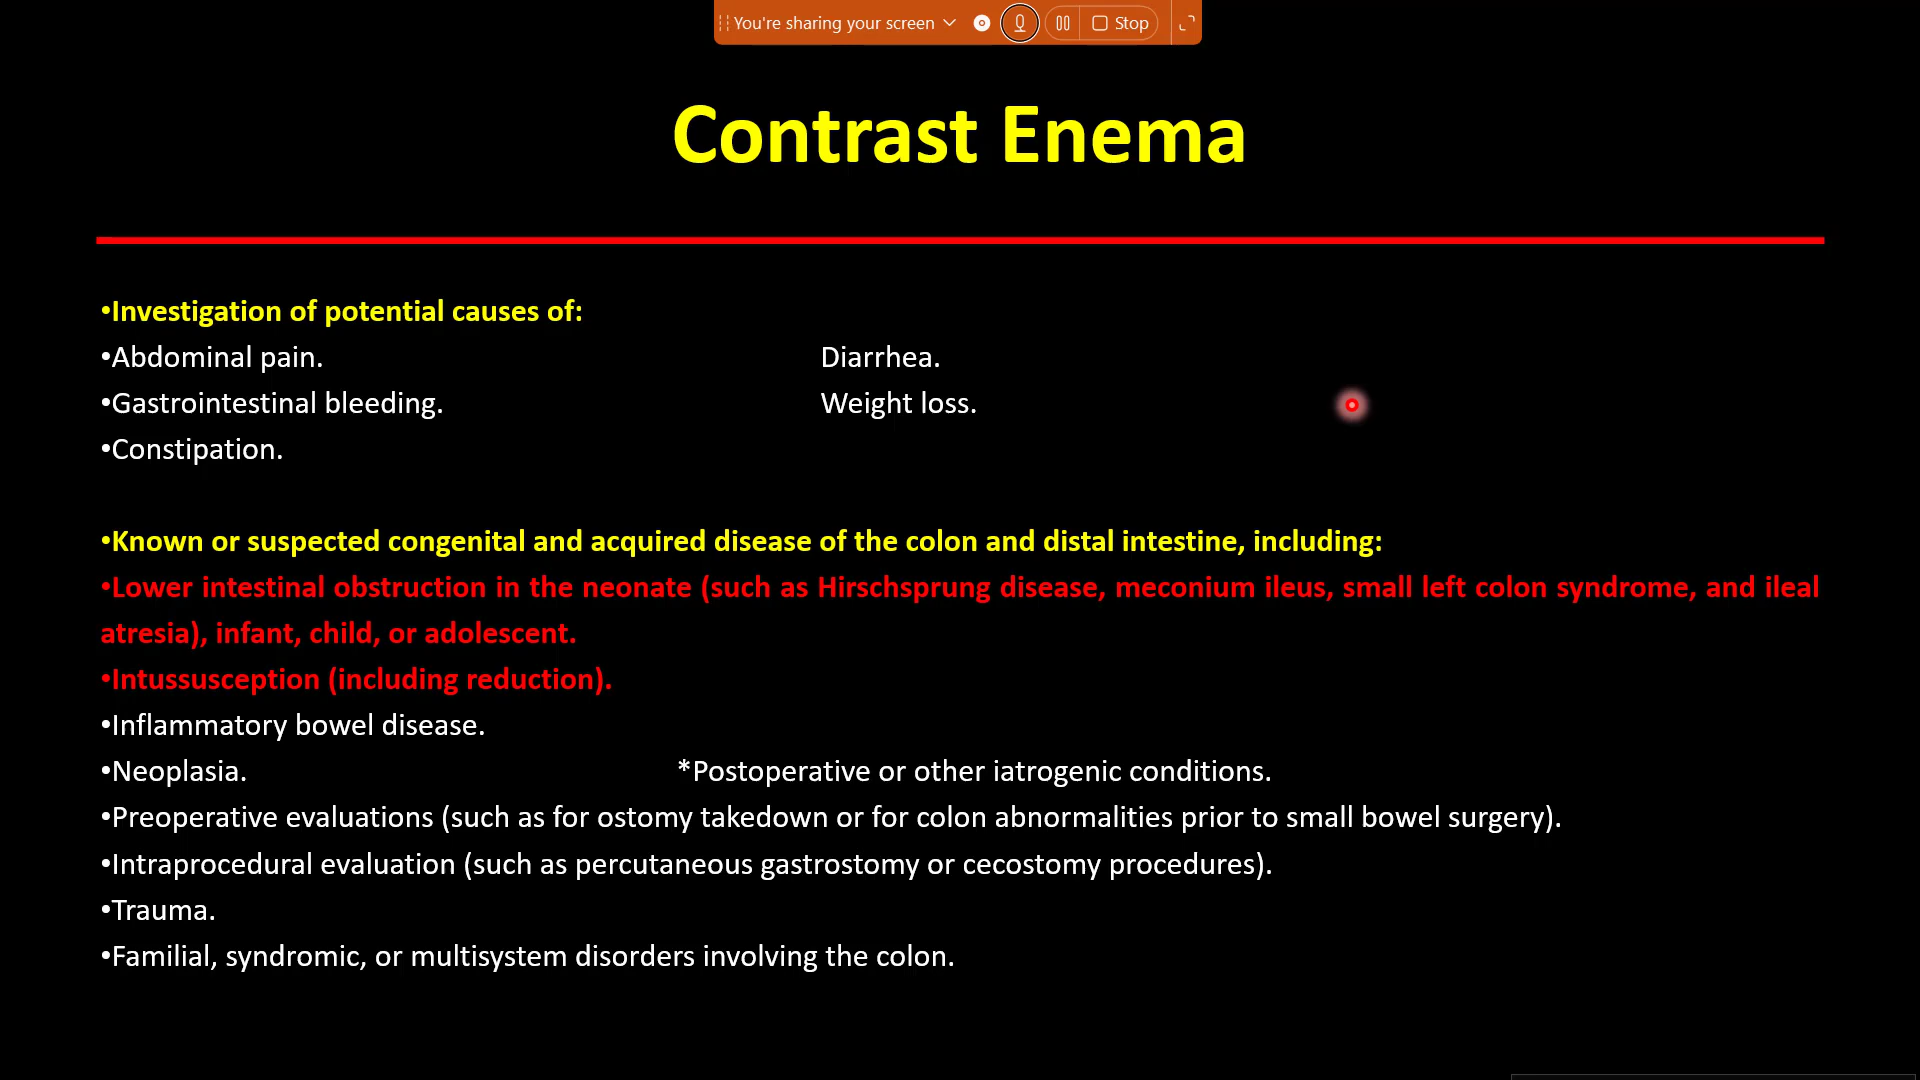 You're sharing your screen
Stop
Contrast Enema
•Investigation of potential causes of:
•Abdominal pain. Diarrhea.
•Gastrointestinal bleeding. Weight loss.
•Constipation.
•Known or suspected congenital and acquired disease of the colon and distal intestine, including:
•Lower intestinal obstruction in the neonate (such as Hirschsprung disease, meconium ileus, small left colon syndrome, and ileal
atresia), infant, child, or adolescent.
•Intussusception (including reduction).
•Inflammatory bowel disease.
•Neoplasia. *Postoperative or other iatrogenic conditions.
•Preoperative evaluations (such as for ostomy takedown or for colon abnormalities prior to small bowel surgery).
•Intraprocedural evaluation (such as percutaneous gastrostomy or cecostomy procedures).
•Trauma.
•Familial, syndromic, or multisystem disorders involving the colon.